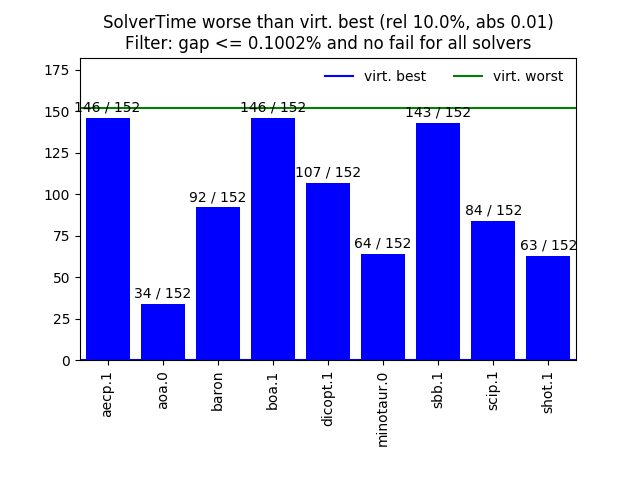 SolverTime worse than virt. best (rel 10.0%, abs 0.01)
Filter: gap <= 0.1002% and no fail for all solvers
virt. best
virt. worst
175
150
125
100
75
50
25
0
146 / 152
34 / 152
92 / 152
146 / 152
107 / 152
64 / 152
143 / 152
84 / 152
63 / 152
aecp.1
aoa.0
baron
boa.1
dicopt.1
minotaur.0
sbb.1
scip.1
shot.1